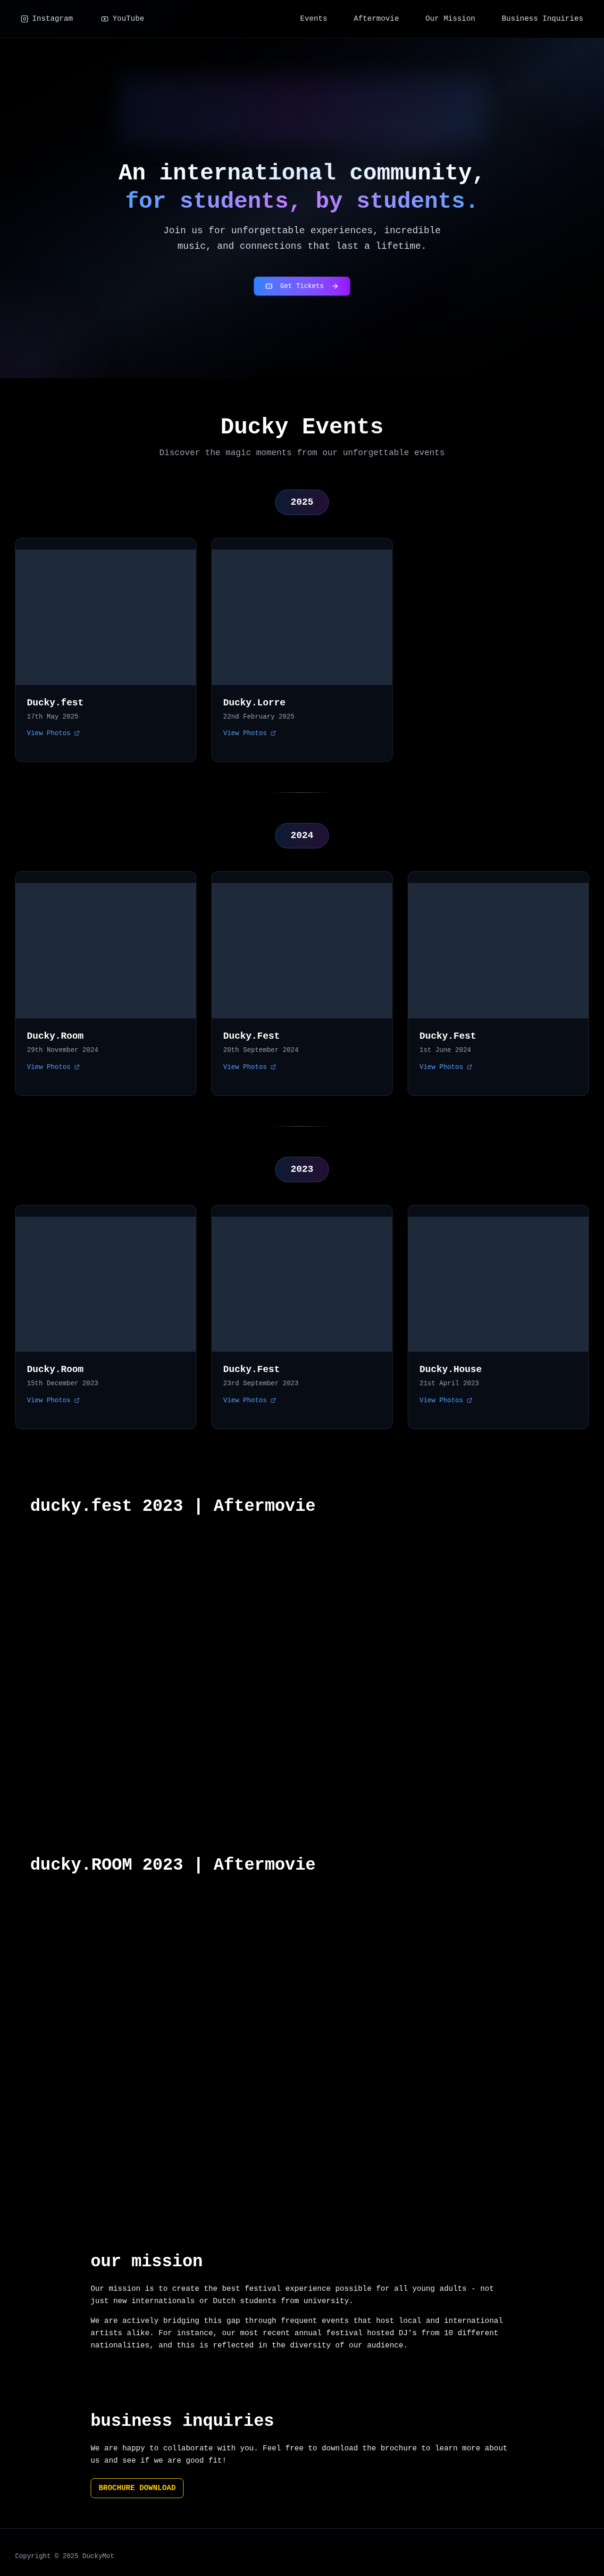 Instagram YouTube Events Aftermovie Our Mission Business Inquiries
An international community,
for students, by students.
Join us for unforgettable experiences, incredible
music, and connections that last a lifetime.
Get Tickets
Ducky Events
Discover the magic moments from our unforgettable events
2025
Ducky.fest
17th May 2025
View Photos
Ducky.Lorre
22nd February 2025
View Photos
2024
Ducky.Room
29th November 2024
View Photos
Ducky.Fest
20th September 2024
View Photos
Ducky.Fest
1st June 2024
View Photos
2023
Ducky.Room
15th December 2023
View Photos
Ducky.Fest
23rd September 2023
View Photos
Ducky.House
21st April 2023
View Photos
ducky.fest 2023 | Aftermovie
ducky.ROOM 2023 | Aftermovie
our mission
Our mission is to create the best festival experience possible for all young adults - not
just new internationals or Dutch students from university.
We are actively bridging this gap through frequent events that host local and international
artists alike. For instance, our most recent annual festival hosted DJ's from 10 different
nationalities, and this is reflected in the diversity of our audience.
business inquiries
We are happy to collaborate with you. Feel free to download the brochure to learn more about
us and see if we are good fit!
BROCHURE DOWNLOAD
Copyright © 2025 DuckyMot